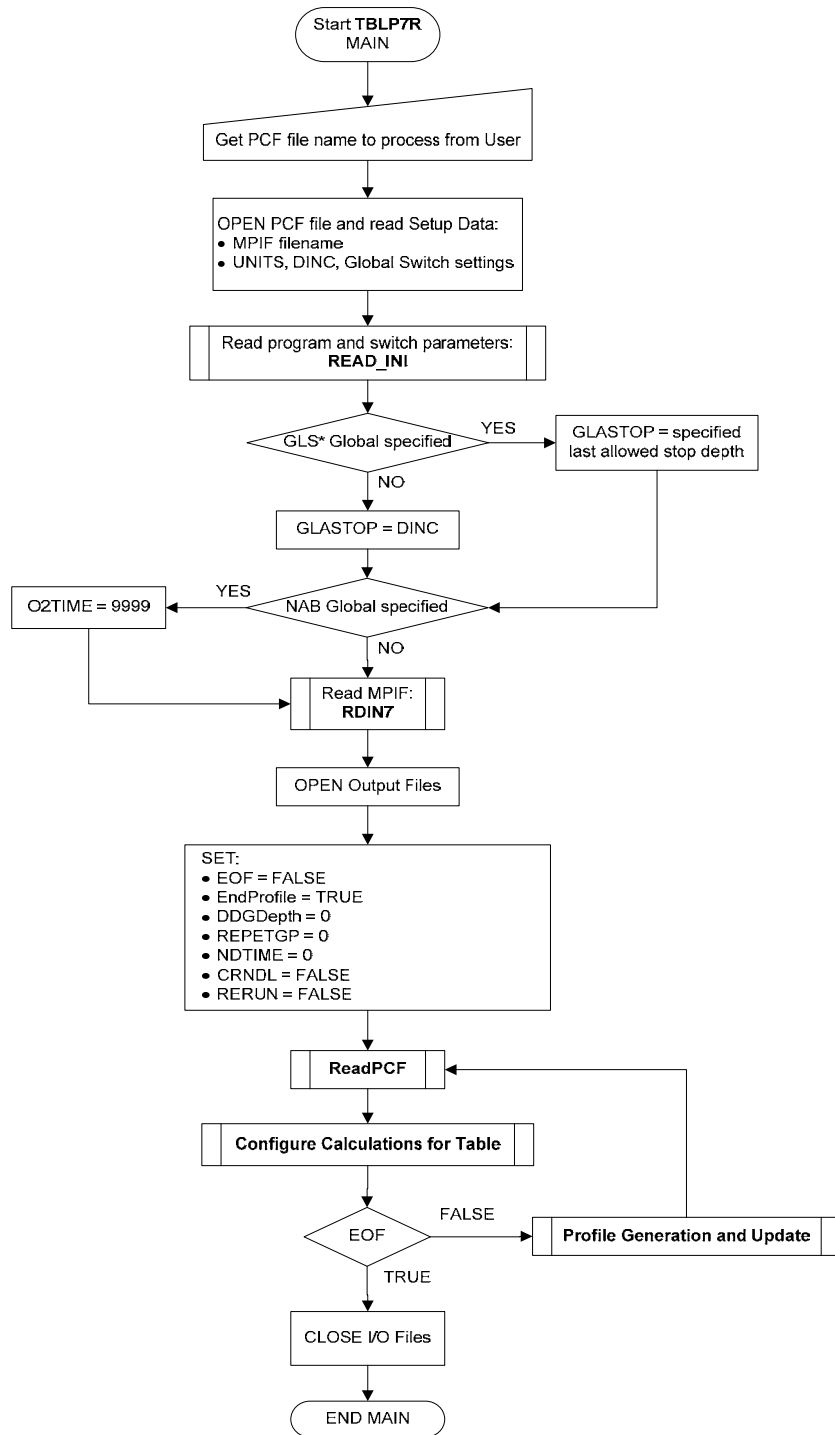 Start TBLP7R
MAIN
Get PCF file name to process from User
OPEN PCF file and read Setup Data:
• MPIF filename
• UNITS, DINC, Global Switch settings
Read program and switch parameters:
READ_INI
GLS* Global specified
YES
GLASTOP = specified
last allowed stop depth
NO
GLASTOP = DINC
NAB Global specified
YES
O2TIME = 9999
NO
Read MPIF:
RDIN7
OPEN Output Files
SET:
• EOF = FALSE
• EndProfile = TRUE
• DDGDepth = 0
• REPETGP = 0
• NDTIME = 0
• CRNDL = FALSE
• RERUN = FALSE
ReadPCF
Configure Calculations for Table
EOF
FALSE
Profile Generation and Update
TRUE
CLOSE I/O Files
END MAIN